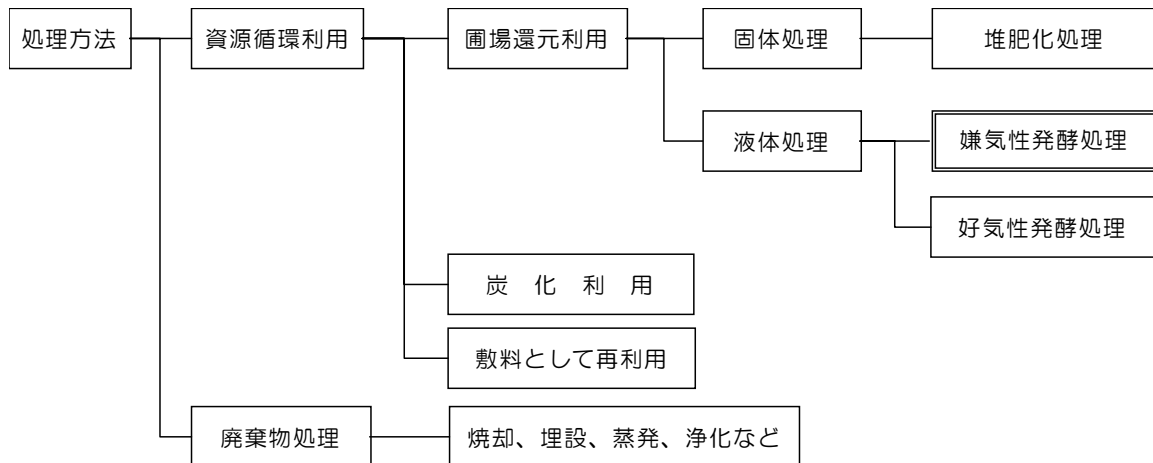 処理方法
資源循環利用
圃場還元利用
固体処理
堆肥化処理
液体処理
嫌気性発酵処理
好気性発酵処理
炭　化　利　用
敷料として再利用
廃棄物処理
焼却、埋設、蒸発、浄化など